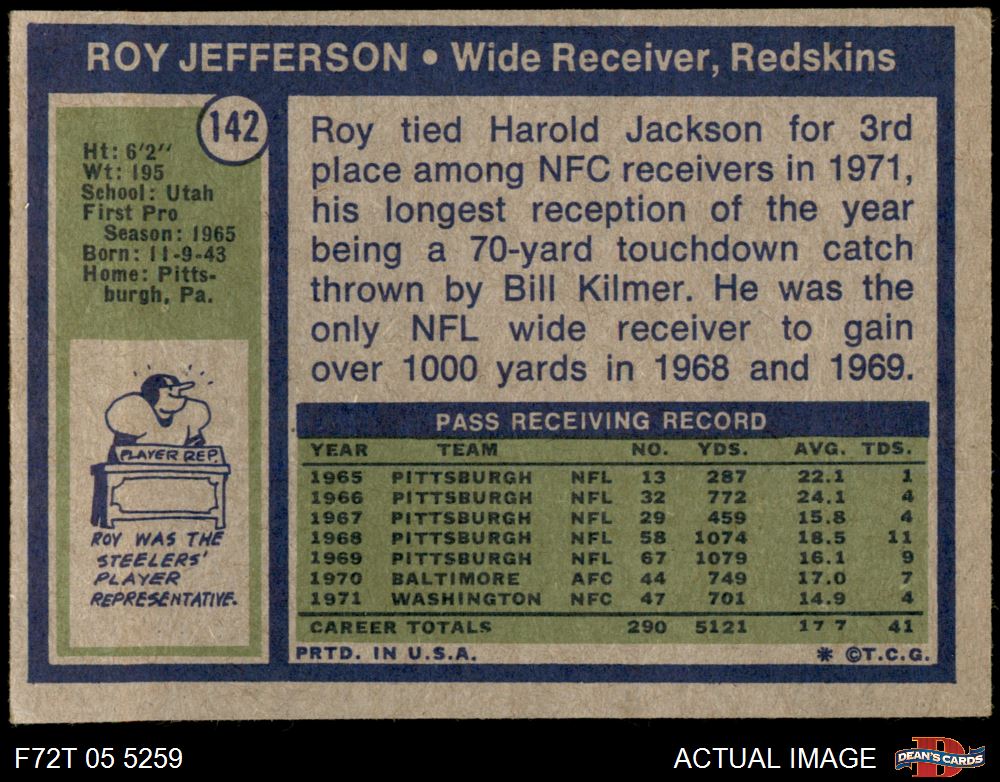 ROY JEFFERSON • Wide Receiver, Redskins
142
Ht: 6'2"
Wt: 195
School: Utah
First Pro
Season: 1965
Born: 11-9-43
Home: Pitts-
burgh, Pa.
PLAYER REP.
ROY WAS THE
STEELERS'
PLAYER
REPRESENTATIVE.
Roy tied Harold Jackson for 3rd
place among NFC receivers in 1971,
his longest reception of the year
being a 70-yard touchdown catch
thrown by Bill Kilmer. He was the
only NFL wide receiver to gain
over 1000 yards in 1968 and 1969.
PASS RECEIVING RECORD
YEAR TEAM NO. YDS. AVG. TDS.
1965 PITTSBURGH NFL 13 287 22.1 1
1966 PITTSBURGH NFL 32 772 24.1 4
1967 PITTSBURGH NFL 29 459 15.8 4
1968 PITTSBURGH NFL 58 1074 18.5 11
1969 PITTSBURGH NFL 67 1079 16.1 9
1970 BALTIMORE AFC 44 749 17.0 7
1971 WASHINGTON NFC 47 701 14.9 4
CAREER TOTALS 290 5121 17 7 41
PRTD. IN U.S.A. * ©T.C.G.
F72T 05 5259
ACTUAL IMAGE
D
DEAN'S CARDS